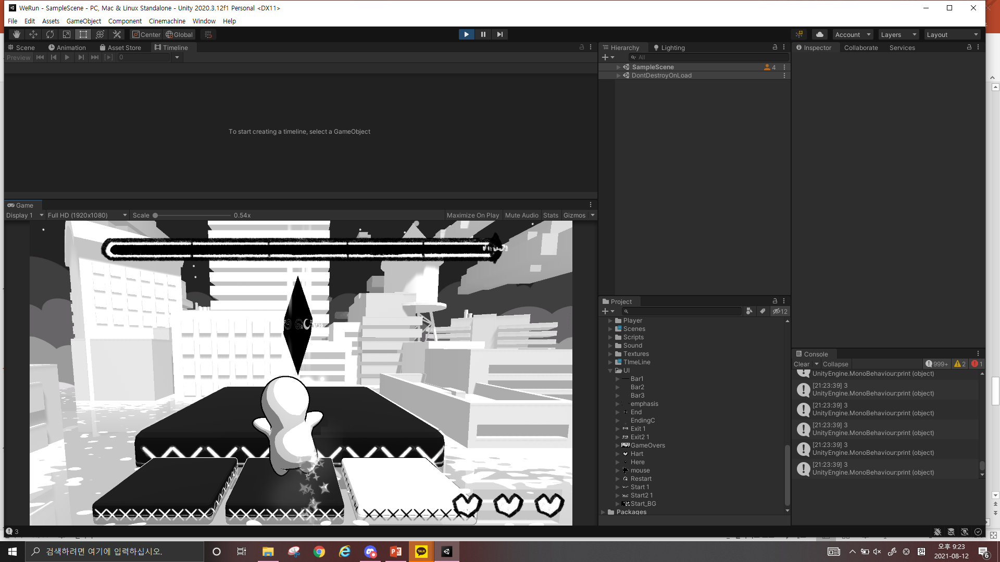 WeRun - SampleScene - PC, Mac & Linux Standalone - Unity 2020.3.12f1 Personal <DX11>
File Edit Assets GameObject Component Cinemachine Window Help
Center Global
Account Layers Layout
Scene Animation Asset Store Timeline
Preview 0
To start creating a timeline, select a GameObject
Game
Display 1 Full HD (1920x1080) Scale 0.54x Maximize On Play Mute Audio Stats Gizmos
Hierarchy Lighting
All
SampleScene 4
DontDestroyOnLoad
Project
12
Player
Scenes
Scripts
Sound
Textures
TImeLine
UI
Bar1
Bar2
Bar3
emphasis
End
EndingC
Exit 1
Exit2 1
GameOvers
Hart
Here
mouse
Restart
Start 1
Start2 1
Start_BG
Packages
Inspector Collaborate Services
Console
Clear Collapse 999+ 2 1
UnityEngine.MonoBehaviour:print (object)
[21:23:39] 3
UnityEngine.MonoBehaviour:print (object)
[21:23:39] 3
UnityEngine.MonoBehaviour:print (object)
[21:23:39] 3
UnityEngine.MonoBehaviour:print (object)
[21:23:39] 3
UnityEngine.MonoBehaviour:print (object)
[21:23:39] 3
UnityEngine.MonoBehaviour:print (object)
3
검색하려면 여기에 입력하십시오.
TALK
한
오후 9:23
2021-08-12
6